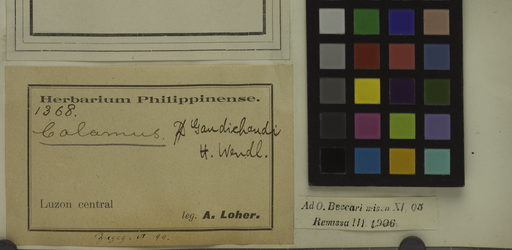 Herbarium Philippinense.
1368.
Calamus. Gaudichaudi
H. Wendl.
Luzon central
leg. A. Loher.
Ad O. Beccari missa XI, 05
Remissa III, 1906